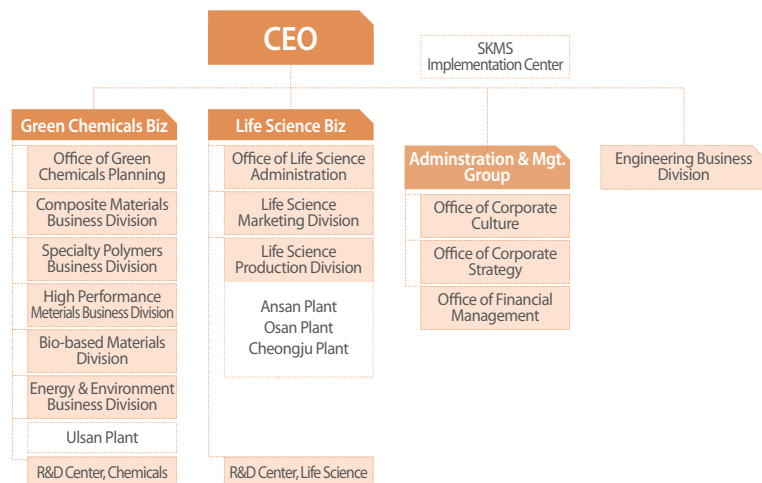 CEO
SKMS
Implementation Center
Green Chemicals Biz
Office of Green
Chemicals Planning
Composite Materials
Business Division
Specialty Polymers
Business Division
High Performance
Meterials Business Division
Bio-based Materials
Division
Energy & Environment
Business Division
Ulsan Plant
R&D Center, Chemicals
Life Science Biz
Office of Life Science
Adiministration
Life Science
Marketing Division
Life Science
Production Division
Ansan Plant
Osan Plant
Cheongju Plant
R&D Center, Life Science
Adminstration & Mgt.
Group
Office of Corporate
Culture
Office of Corporate
Strategy
Office of Financial
Management
Engineering Business
Division